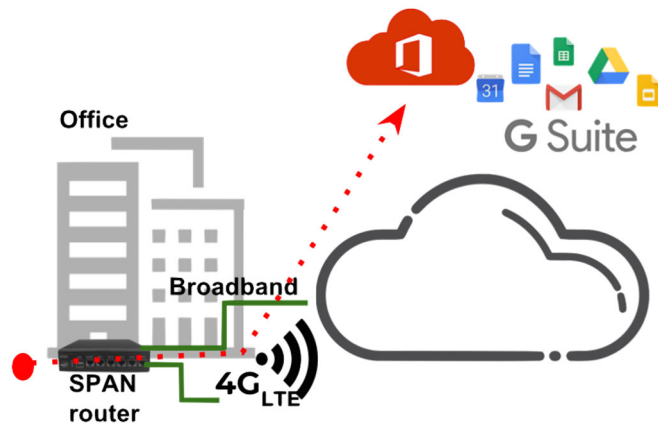 31
G Suite
Office
Broadband
4G LTE
SPAN
router